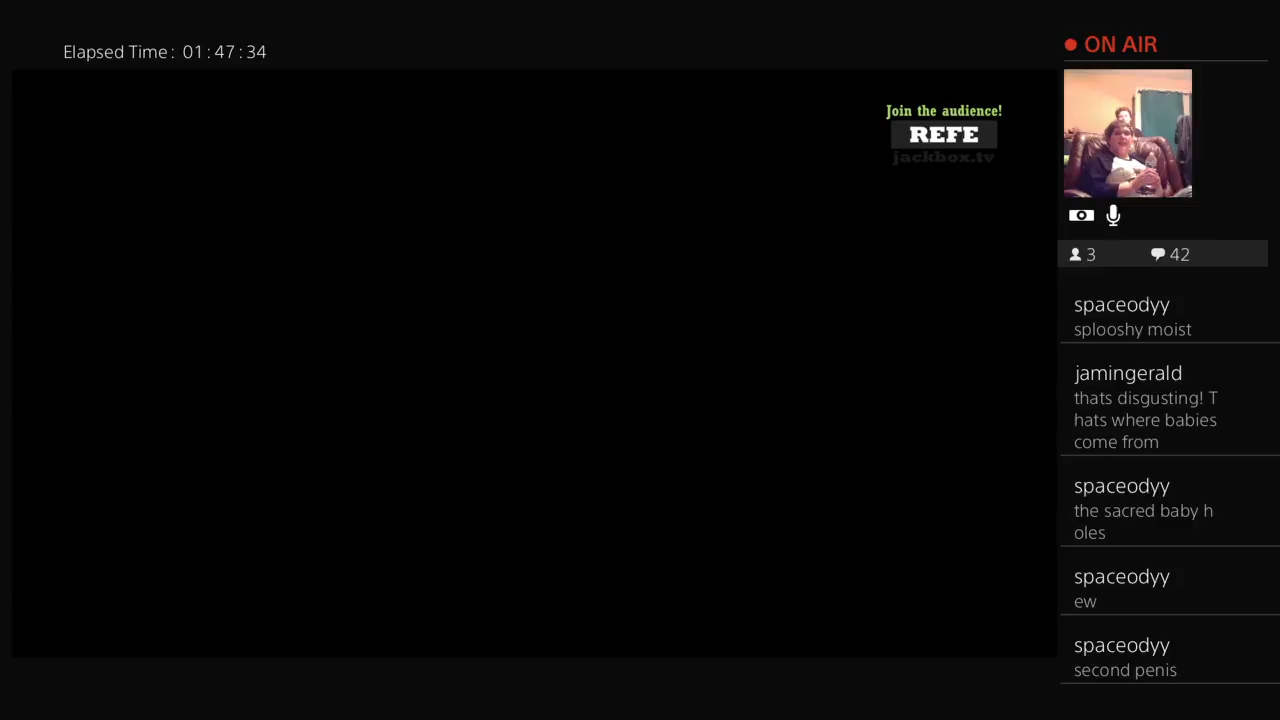 Elapsed Time: 01:47:34
ON AIR
Join the audience!
REFE
jackbox.tv
3
42
spaceodyy
splooshy moist
jamingerald
thats disgusting! T
hats where babies
come from
spaceodyy
the sacred baby h
oles
spaceodyy
ew
spaceodyy
second penis